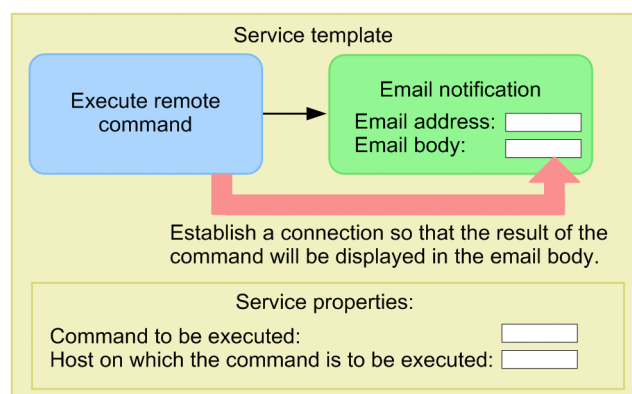 Service template
Execute remote
command
Email notification
Email address:
Email body:
Establish a connection so that the result of the
command will be displayed in the email body.
Service properties:
Command to be executed:
Host on which the command is to be executed: